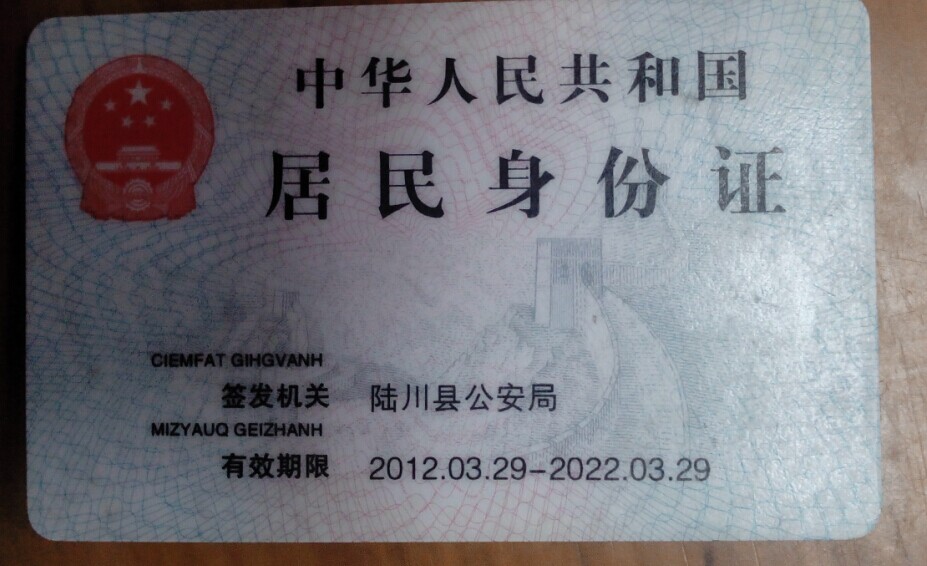 中华人民共和国
居民身份证
CIEMFAT GIHGVANH
签发机关 陆川县公安局
MIZYAUQ GEIZHANH
有效期限 2012.03.29-2022.03.29